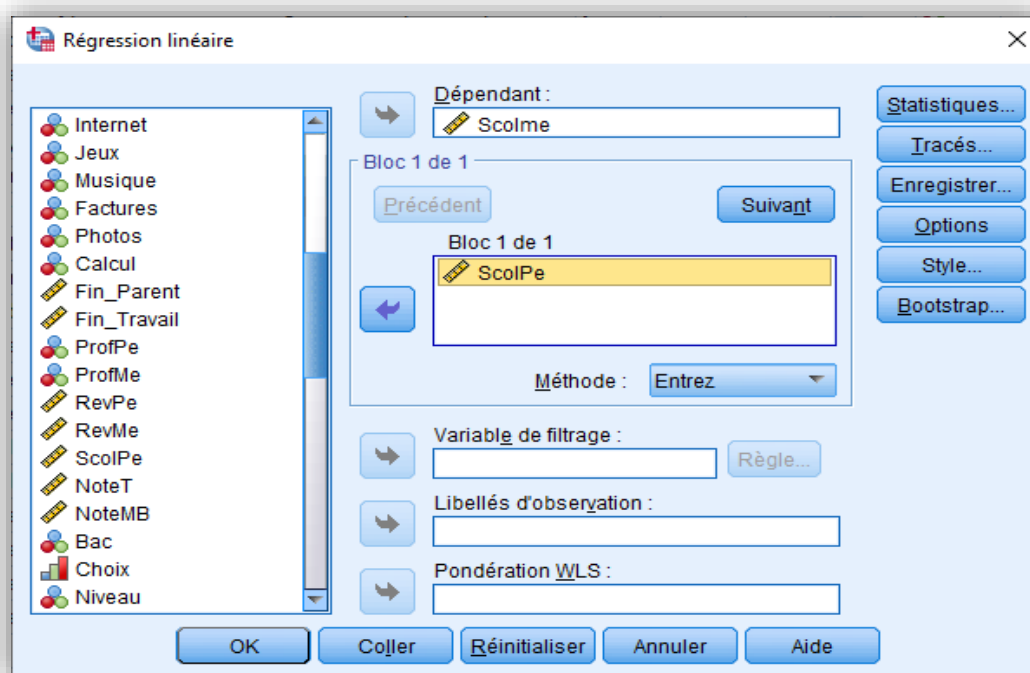 Régression linéaire
Internet
Jeux
Musique
Factures
Photos
Calcul
Fin_Parent
Fin_Travail
ProfPe
ProfMe
RevPe
RevMe
ScolPe
NoteT
NoteMB
Bac
Choix
Niveau
Dépendant :
Scolme
Bloc 1 de 1
Précédent
Suivant
Bloc 1 de 1
ScolPe
Méthode :
Entrez
Variable de filtrage :
Règle...
Libellés d'observation :
Pondération WLS :
Statistiques...
Tracés...
Enregistrer...
Options
Style...
Bootstrap...
OK
Coller
Réinitialiser
Annuler
Aide